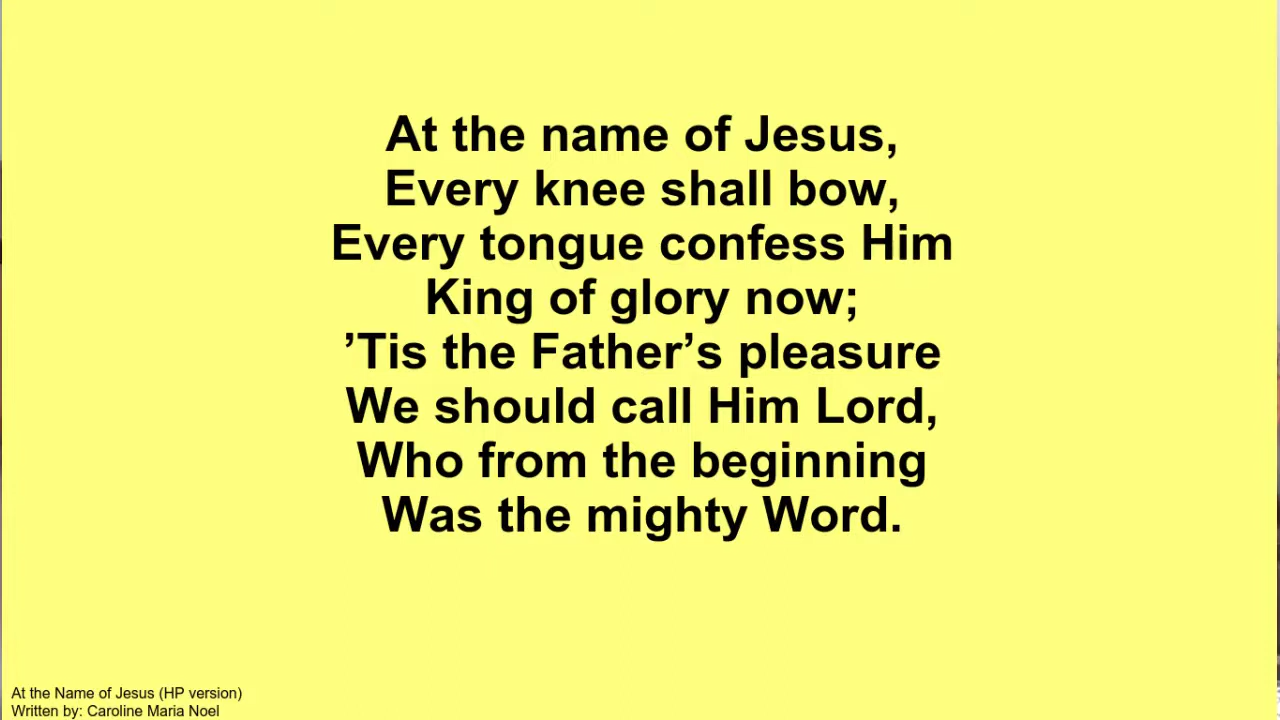 At the name of Jesus,
Every knee shall bow,
Every tongue confess Him
King of glory now;
’Tis the Father’s pleasure
We should call Him Lord,
Who from the beginning
Was the mighty Word.
At the Name of Jesus (HP version)
Written by: Caroline Maria Noel